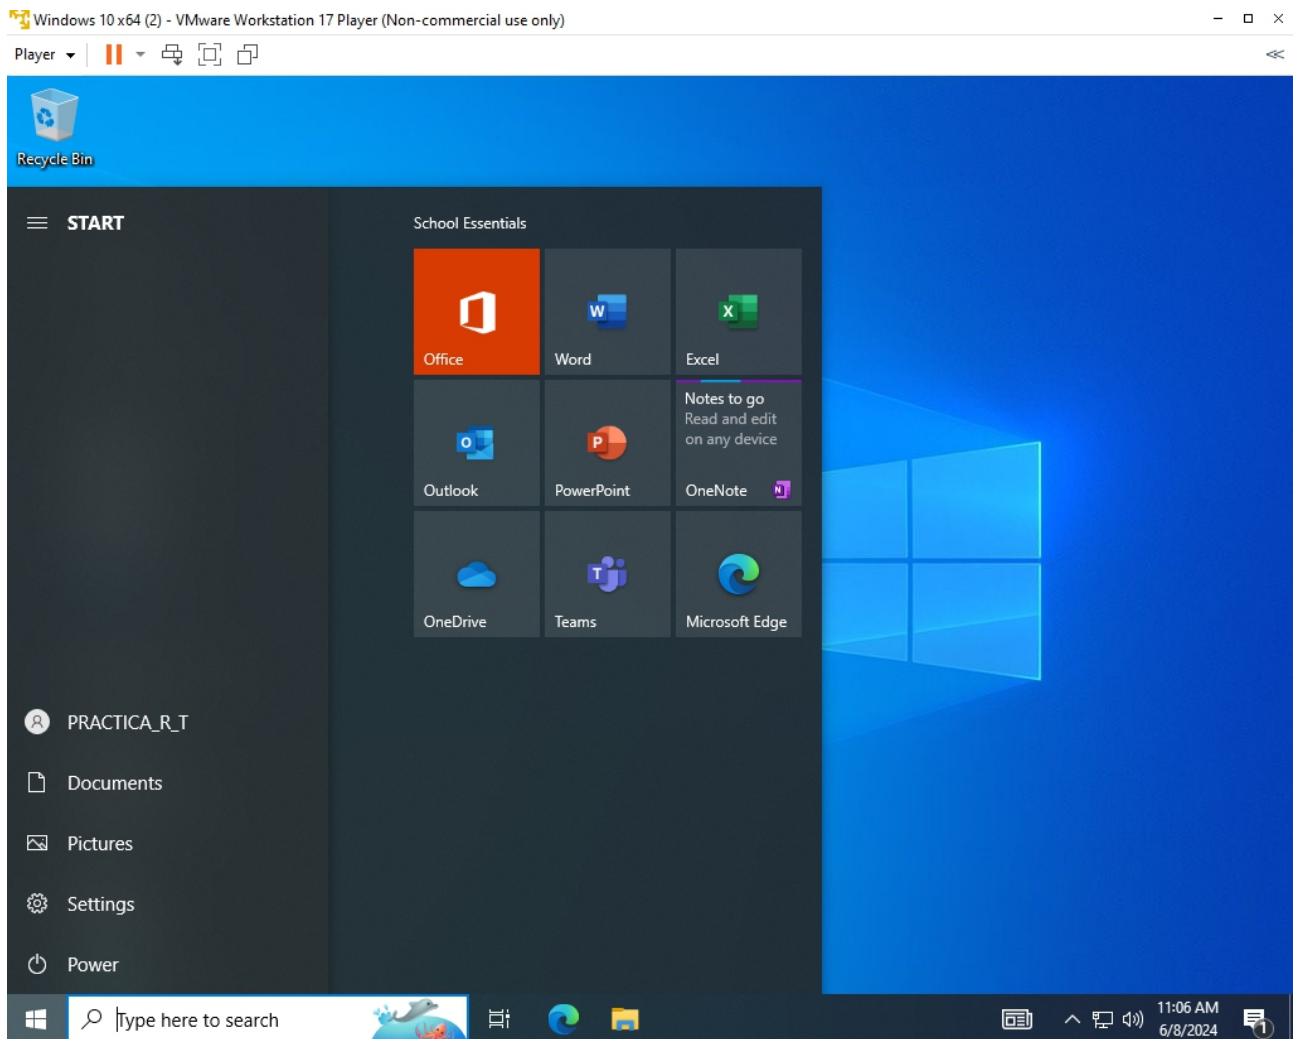 Windows 10 x64 (2) - VMware Workstation 17 Player (Non-commercial use only)
Player
Recycle Bin
START
School Essentials
Office
Word
Excel
Outlook
PowerPoint
Notes to go
Read and edit
on any device
OneNote
OneDrive
Teams
Microsoft Edge
PRACTICA_R_T
Documents
Pictures
Settings
Power
Type here to search
11:06 AM
6/8/2024
1